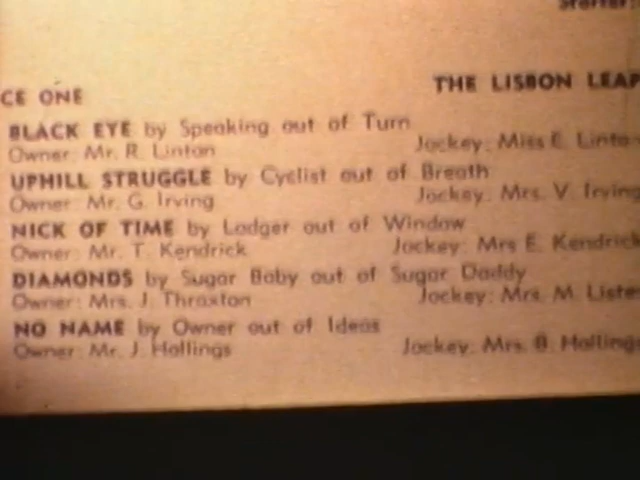 Starter:
CE ONE THE LISBON LEAP
BLACK EYE by Speaking out of Turn
Owner: Mr. R. Linton Jockey: Miss E. Linto
UPHILL STRUGGLE by Cyclist out of Breath
Owner: Mr. G. Irving Jockey: Mrs. V. Irving
NICK OF TIME by Lodger out of Window
Owner: Mr. T. Kendrick Jockey: Mrs E. Kendrick
DIAMONDS by Sugar Baby out of Sugar Daddy
Owner: Mrs. J. Thraxton Jockey: Mrs. M. Liste
NO NAME by Owner out of Ideas
Owner: Mr. J. Hollings Jockey: Mrs. B. Hollings